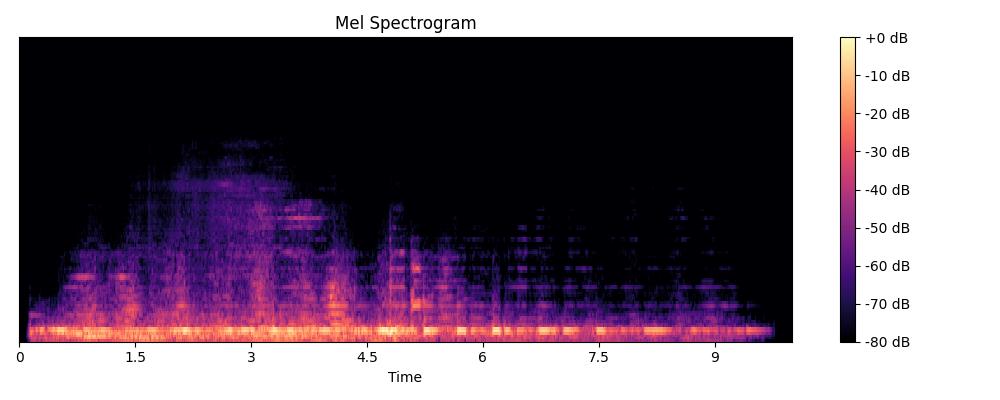 Mel Spectrogram
+0 dB
-10 dB
-20 dB
-30 dB
-40 dB
-50 dB
-60 dB
-70 dB
-80 dB
0 1.5 3 4.5 6 7.5 9
Time